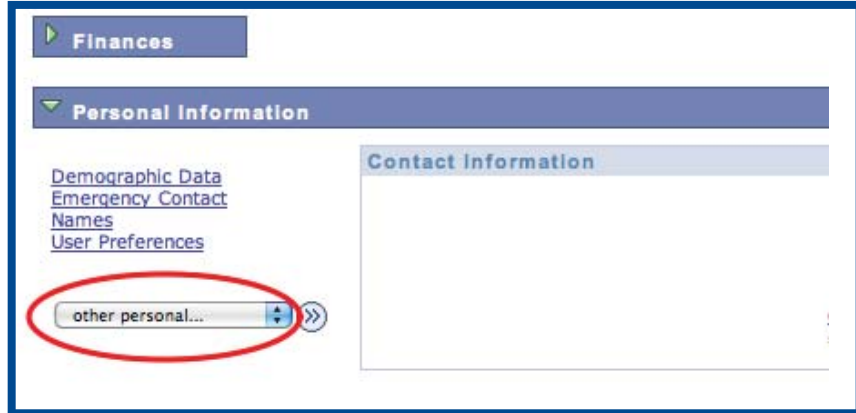 Finances
Personal Information
Demographic Data
Emergency Contact
Names
User Preferences
other personal...
Contact Information